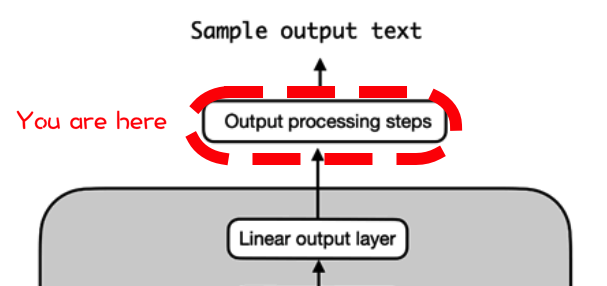 Sample output text
You are here
Output processing steps
Linear output layer